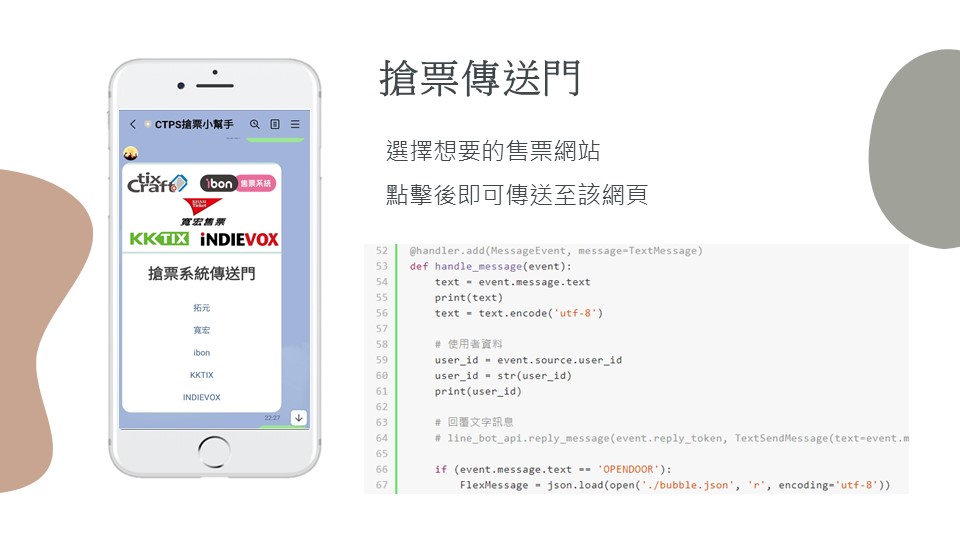 搶票傳送門
選擇想要的售票網站
點擊後即可傳送至該網頁
CTPS搶票小幫手
tixCraft
ibon 售票系統
KHAM Ticket
寬宏售票
KKTIX INDIEVOX
搶票系統傳送門
拓元
寬宏
ibon
KKTIX
INDIEVOX
22:27
52 @handler.add(MessageEvent, message=TextMessage)
53 def handle_message(event):
54     text = event.message.text
55     print(text)
56     text = text.encode('utf-8')
57
58     # 使用者資料
59     user_id = event.source.user_id
60     user_id = str(user_id)
61     print(user_id)
62
63     # 回覆文字訊息
64     # line_bot_api.reply_message(event.reply_token, TextSendMessage(text=event.m
65
66     if (event.message.text == 'OPENDOOR'):
67         FlexMessage = json.load(open('./bubble.json', 'r', encoding='utf-8'))